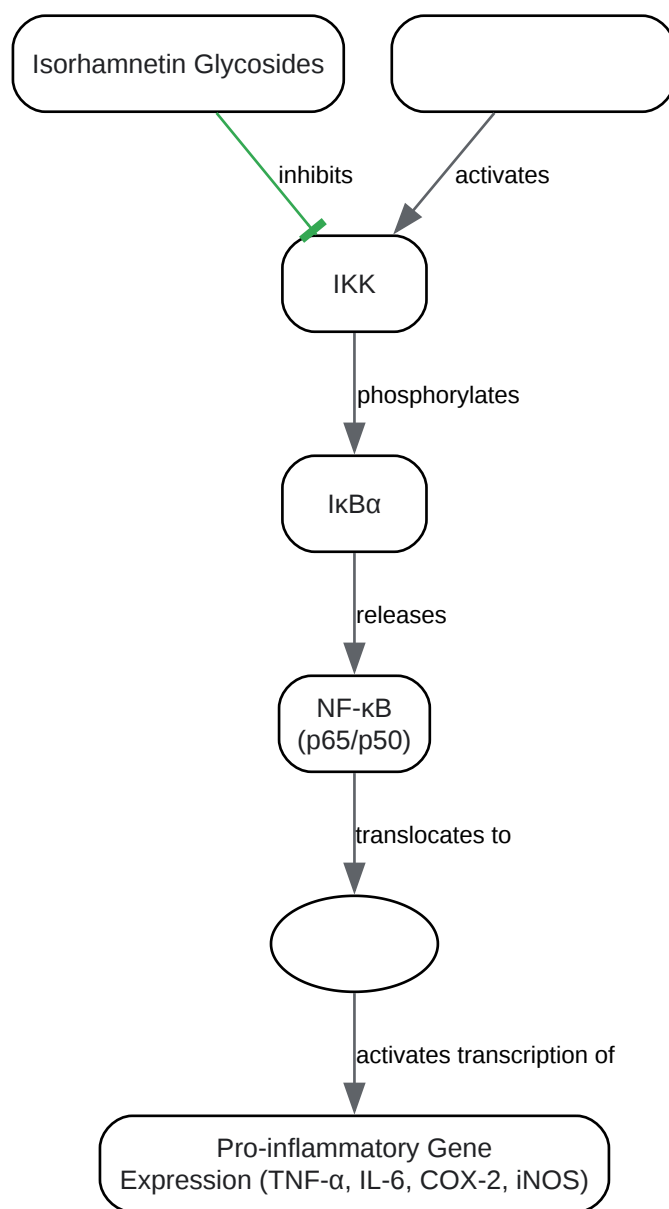 Isorhamnetin Glycosides
inhibits
activates
IKK
phosphorylates
IκBα
releases
NF-κB
(p65/p50)
translocates to
activates transcription of
Pro-inflammatory Gene
Expression (TNF-α, IL-6, COX-2, iNOS)